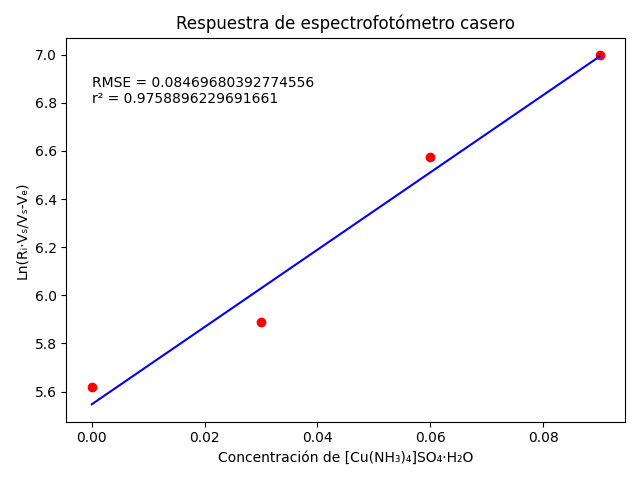 Respuestra de espectrofotómetro casero
RMSE = 0.08469680392774556
r² = 0.9758896229691661
Ln(Rᵢ·Vₛ/Vₛ-Vₑ)
7.0
6.8
6.6
6.4
6.2
6.0
5.8
5.6
0.00 0.02 0.04 0.06 0.08
Concentración de [Cu(NH₃)₄]SO₄·H₂O